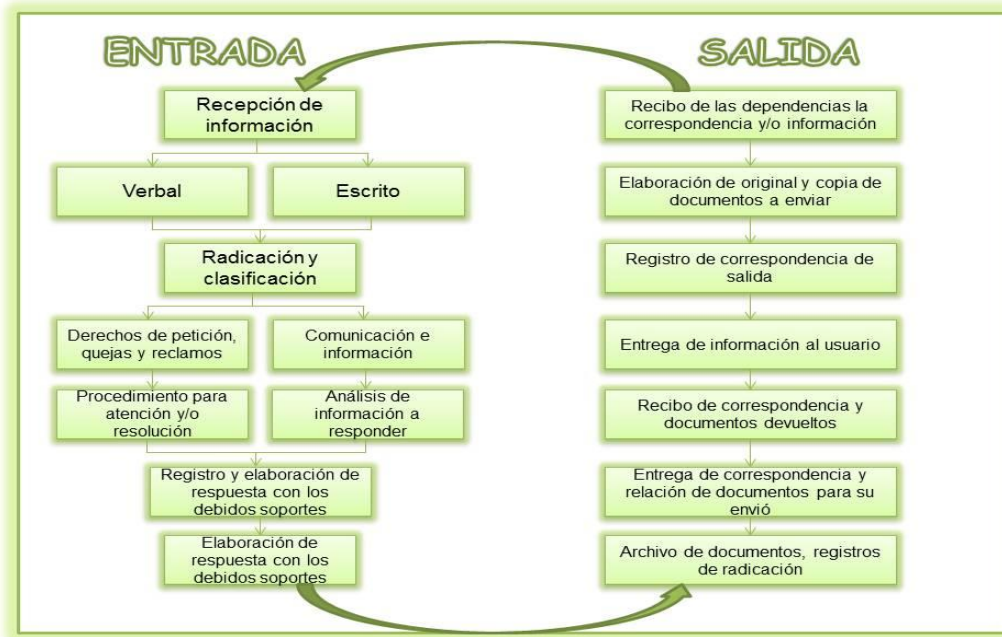 ENTRADA
Recepción de
información
Verbal
Escrito
Radicación y
clasificación
Derechos de petición,
quejas y reclamos
Comunicación e
información
Procedimiento para
atención y/o
resolución
Análisis de
información a
responder
Registro y elaboración de
respuesta con los
debidos soportes
Elaboración de
respuesta con los
debidos soportes
SALIDA
Recibo de las dependencias la
correspondencia y/o información
Elaboración de original y copia de
documentos a enviar
Registro de correspondencia de
salida
Entrega de información al usuario
Recibo de correspondencia y
documentos devueltos
Entrega de correspondencia y
relación de documentos para su
envió
Archivo de documentos, registros
de radicación